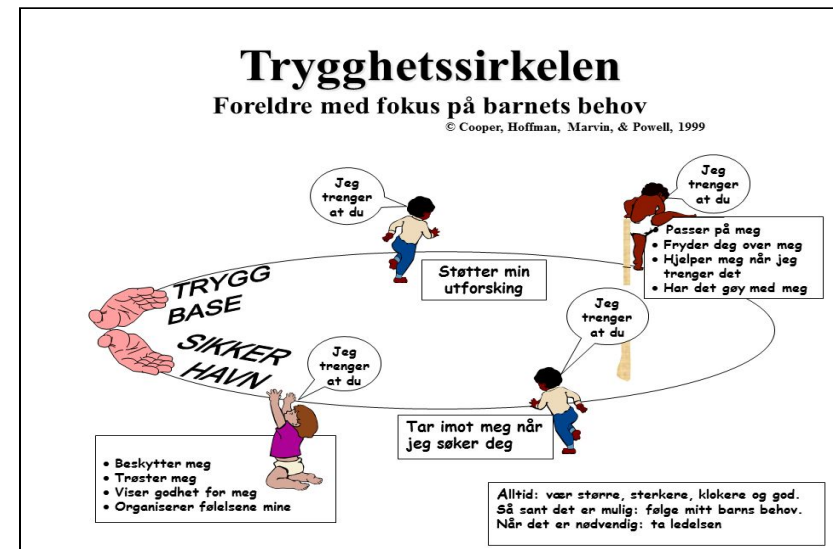 Trygghetssirkelen
Foreldre med fokus på barnets behov
© Cooper, Hoffman, Marvin, & Powell, 1999
Jeg
trenger
at du
Støtter min
utforsking
Jeg
trenger
at du
• Passer på meg
• Fryder deg over meg
• Hjelper meg når jeg
trenger det
• Har det gøy med meg
TRYGG
BASE
SIKKER
HAVN
Jeg
trenger
at du
Tar imot meg når
jeg søker deg
Jeg
trenger
at du
• Beskytter meg
• Trøster meg
• Viser godhet for meg
• Organiserer følelsene mine
Alltid: vær større, sterkere, klokere og god.
Så sant det er mulig: følge mitt barns behov.
Når det er nødvendig: ta ledelsen